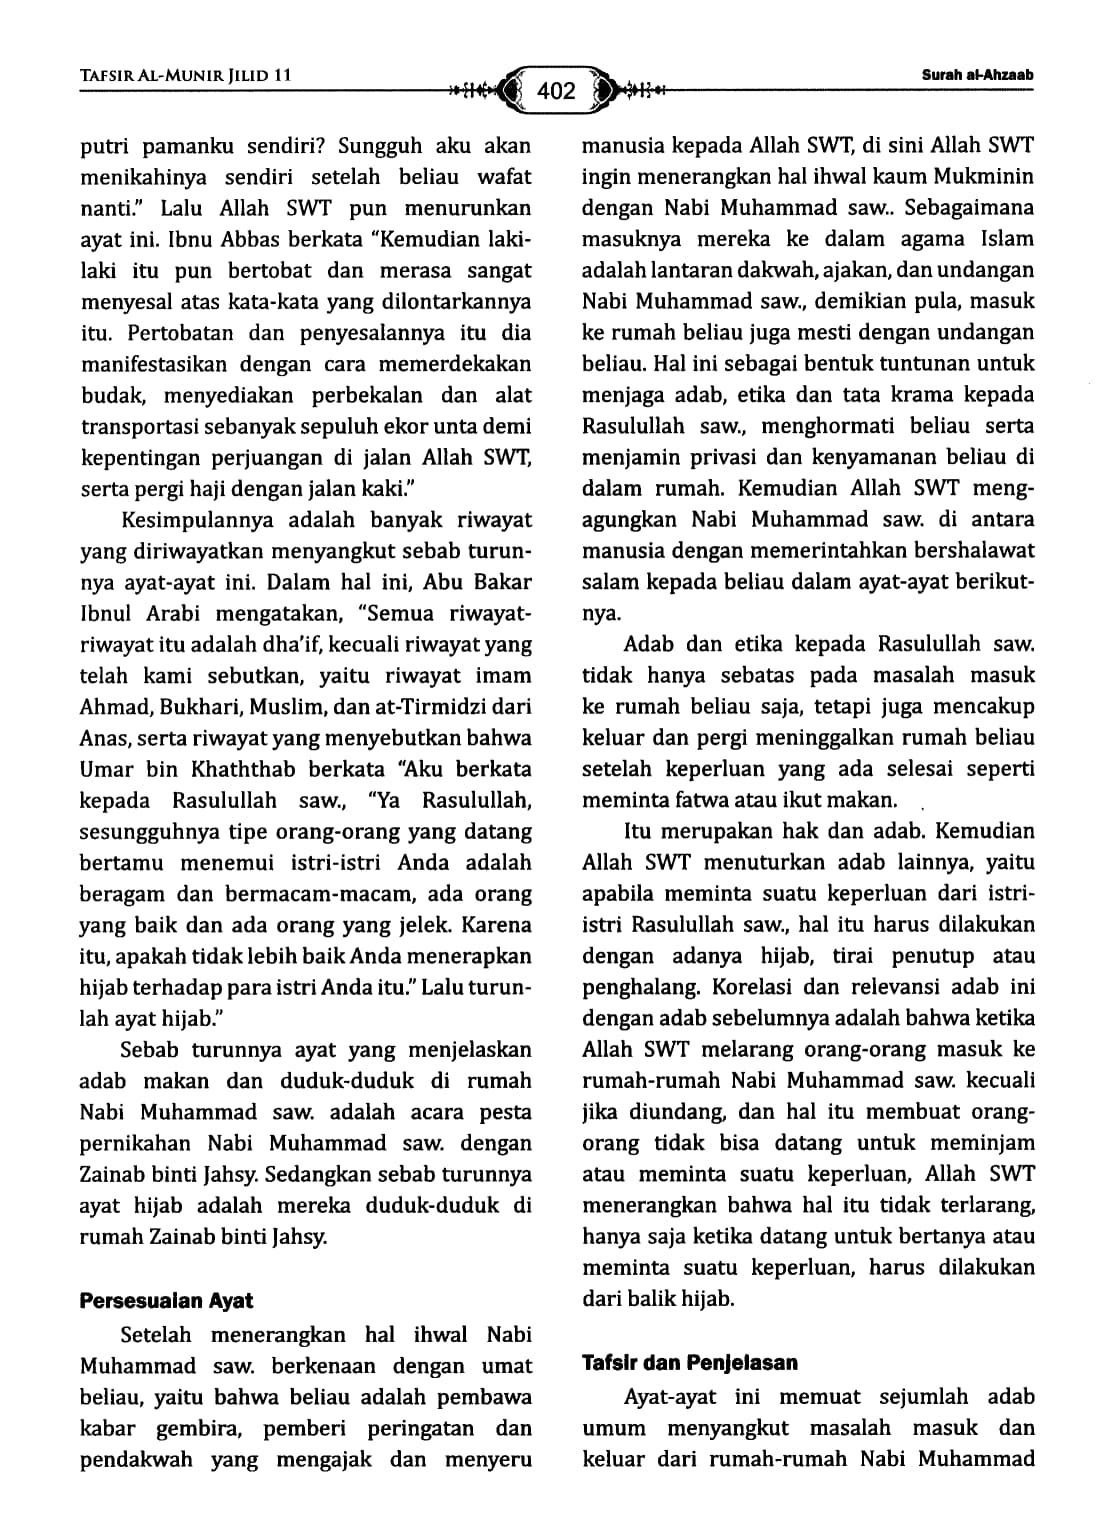 TAFSIR AL-MUNIR JILID 11
402
Surah al-Ahzaab
putri pamanku sendiri? Sungguh aku akan
menikahinya sendiri setelah beliau wafat
nanti.” Lalu Allah SWT pun menurunkan
ayat ini. Ibnu Abbas berkata “Kemudian laki-
laki itu pun bertobat dan merasa sangat
menyesal atas kata-kata yang dilontarkannya
itu. Pertobatan dan penyesalannya itu dia
manifestasikan dengan cara memerdekakan
budak, menyediakan perbekalan dan alat
transportasi sebanyak sepuluh ekor unta demi
kepentingan perjuangan di jalan Allah SWT,
serta pergi haji dengan jalan kaki.”
Kesimpulannya adalah banyak riwayat
yang diriwayatkan menyangkut sebab turun-
nya ayat-ayat ini. Dalam hal ini, Abu Bakar
Ibnul Arabi mengatakan, “Semua riwayat-
riwayat itu adalah dha’if, kecuali riwayat yang
telah kami sebutkan, yaitu riwayat imam
Ahmad, Bukhari, Muslim, dan at-Tirmidzi dari
Anas, serta riwayat yang menyebutkan bahwa
Umar bin Khaththab berkata “Aku berkata
kepada Rasulullah saw., “Ya Rasulullah,
sesungguhnya tipe orang-orang yang datang
bertamu menemui istri-istri Anda adalah
beragam dan bermacam-macam, ada orang
yang baik dan ada orang yang jelek. Karena
itu, apakah tidak lebih baik Anda menerapkan
hijab terhadap para istri Anda itu.” Lalu turun-
lah ayat hijab.”
Sebab turunnya ayat yang menjelaskan
adab makan dan duduk-duduk di rumah
Nabi Muhammad saw. adalah acara pesta
pernikahan Nabi Muhammad saw. dengan
Zainab binti Jahsy. Sedangkan sebab turunnya
ayat hijab adalah mereka duduk-duduk di
rumah Zainab binti Jahsy.
Persesuaian Ayat
Setelah menerangkan hal ihwal Nabi
Muhammad saw. berkenaan dengan umat
beliau, yaitu bahwa beliau adalah pembawa
kabar gembira, pemberi peringatan dan
pendakwah yang mengajak dan menyeru
manusia kepada Allah SWT, di sini Allah SWT
ingin menerangkan hal ihwal kaum Mukminin
dengan Nabi Muhammad saw.. Sebagaimana
masuknya mereka ke dalam agama Islam
adalah lantaran dakwah, ajakan, dan undangan
Nabi Muhammad saw., demikian pula, masuk
ke rumah beliau juga mesti dengan undangan
beliau. Hal ini sebagai bentuk tuntunan untuk
menjaga adab, etika dan tata krama kepada
Rasulullah saw., menghormati beliau serta
menjamin privasi dan kenyamanan beliau di
dalam rumah. Kemudian Allah SWT meng-
agungkan Nabi Muhammad saw. di antara
manusia dengan memerintahkan bershalawat
salam kepada beliau dalam ayat-ayat berikut-
nya.
Adab dan etika kepada Rasulullah saw.
tidak hanya sebatas pada masalah masuk
ke rumah beliau saja, tetapi juga mencakup
keluar dan pergi meninggalkan rumah beliau
setelah keperluan yang ada selesai seperti
meminta fatwa atau ikut makan.
Itu merupakan hak dan adab. Kemudian
Allah SWT menuturkan adab lainnya, yaitu
apabila meminta suatu keperluan dari istri-
istri Rasulullah saw., hal itu harus dilakukan
dengan adanya hijab, tirai penutup atau
penghalang. Korelasi dan relevansi adab ini
dengan adab sebelumnya adalah bahwa ketika
Allah SWT melarang orang-orang masuk ke
rumah-rumah Nabi Muhammad saw. kecuali
jika diundang, dan hal itu membuat orang-
orang tidak bisa datang untuk meminjam
atau meminta suatu keperluan, Allah SWT
menerangkan bahwa hal itu tidak terlarang,
hanya saja ketika datang untuk bertanya atau
meminta suatu keperluan, harus dilakukan
dari balik hijab.
Tafsir dan Penjelasan
Ayat-ayat ini memuat sejumlah adab
umum menyangkut masalah masuk dan
keluar dari rumah-rumah Nabi Muhammad